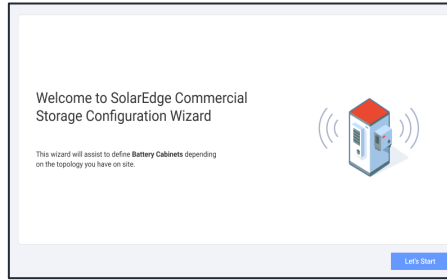 Welcome to SolarEdge Commercial
Storage Configuration Wizard
This wizard will assist to define Battery Cabinets depending
on the topology you have on site.
Let's Start